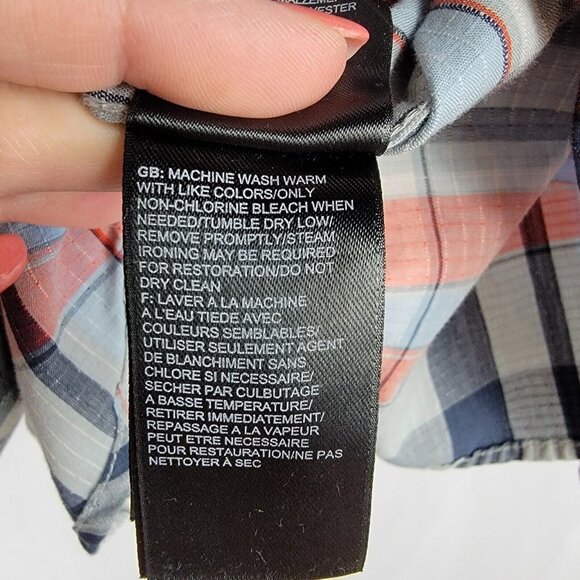 GB: MACHINE WASH WARM
WITH LIKE COLORS/ONLY
NON-CHLORINE BLEACH WHEN
NEEDED/TUMBLE DRY LOW/
REMOVE PROMPTLY/STEAM
IRONING MAY BE REQUIRED
FOR RESTORATION/DO NOT
DRY CLEAN
F: LAVER A LA MACHINE
A L'EAU TIEDE AVEC
COULEURS SEMBLABLES/
UTILISER SEULEMENT AGENT
DE BLANCHIMENT SANS
CHLORE SI NECESSAIRE/
SECHER PAR CULBUTAGE
A BASSE TEMPERATURE/
RETIRER IMMEDIATEMENT/
REPASSAGE A LA VAPEUR
PEUT ETRE NECESSAIRE
POUR RESTAURATION/NE PAS
NETTOYER À SEC